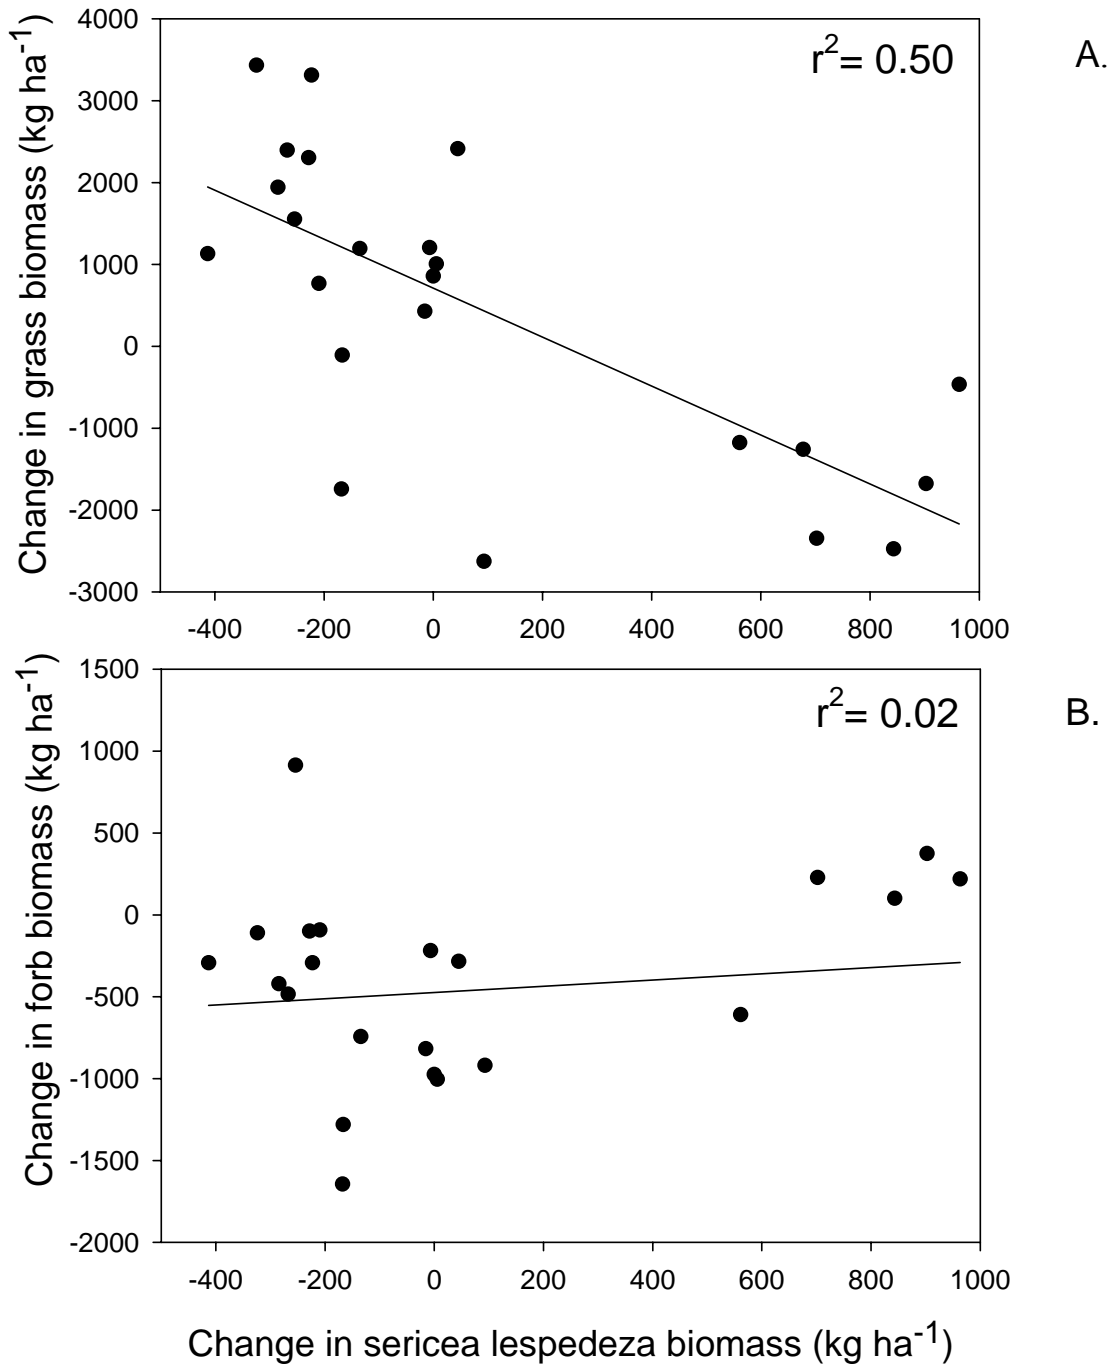 Change in grass biomass (kg ha-1)
4000
3000
2000
1000
0
-1000
-2000
-3000
r2= 0.50
A.
-400 -200 0 200 400 600 800 1000
Change in forb biomass (kg ha-1)
1500
1000
500
0
-500
-1000
-1500
-2000
r2= 0.02
B.
-400 -200 0 200 400 600 800 1000
Change in sericea lespedeza biomass (kg ha-1)